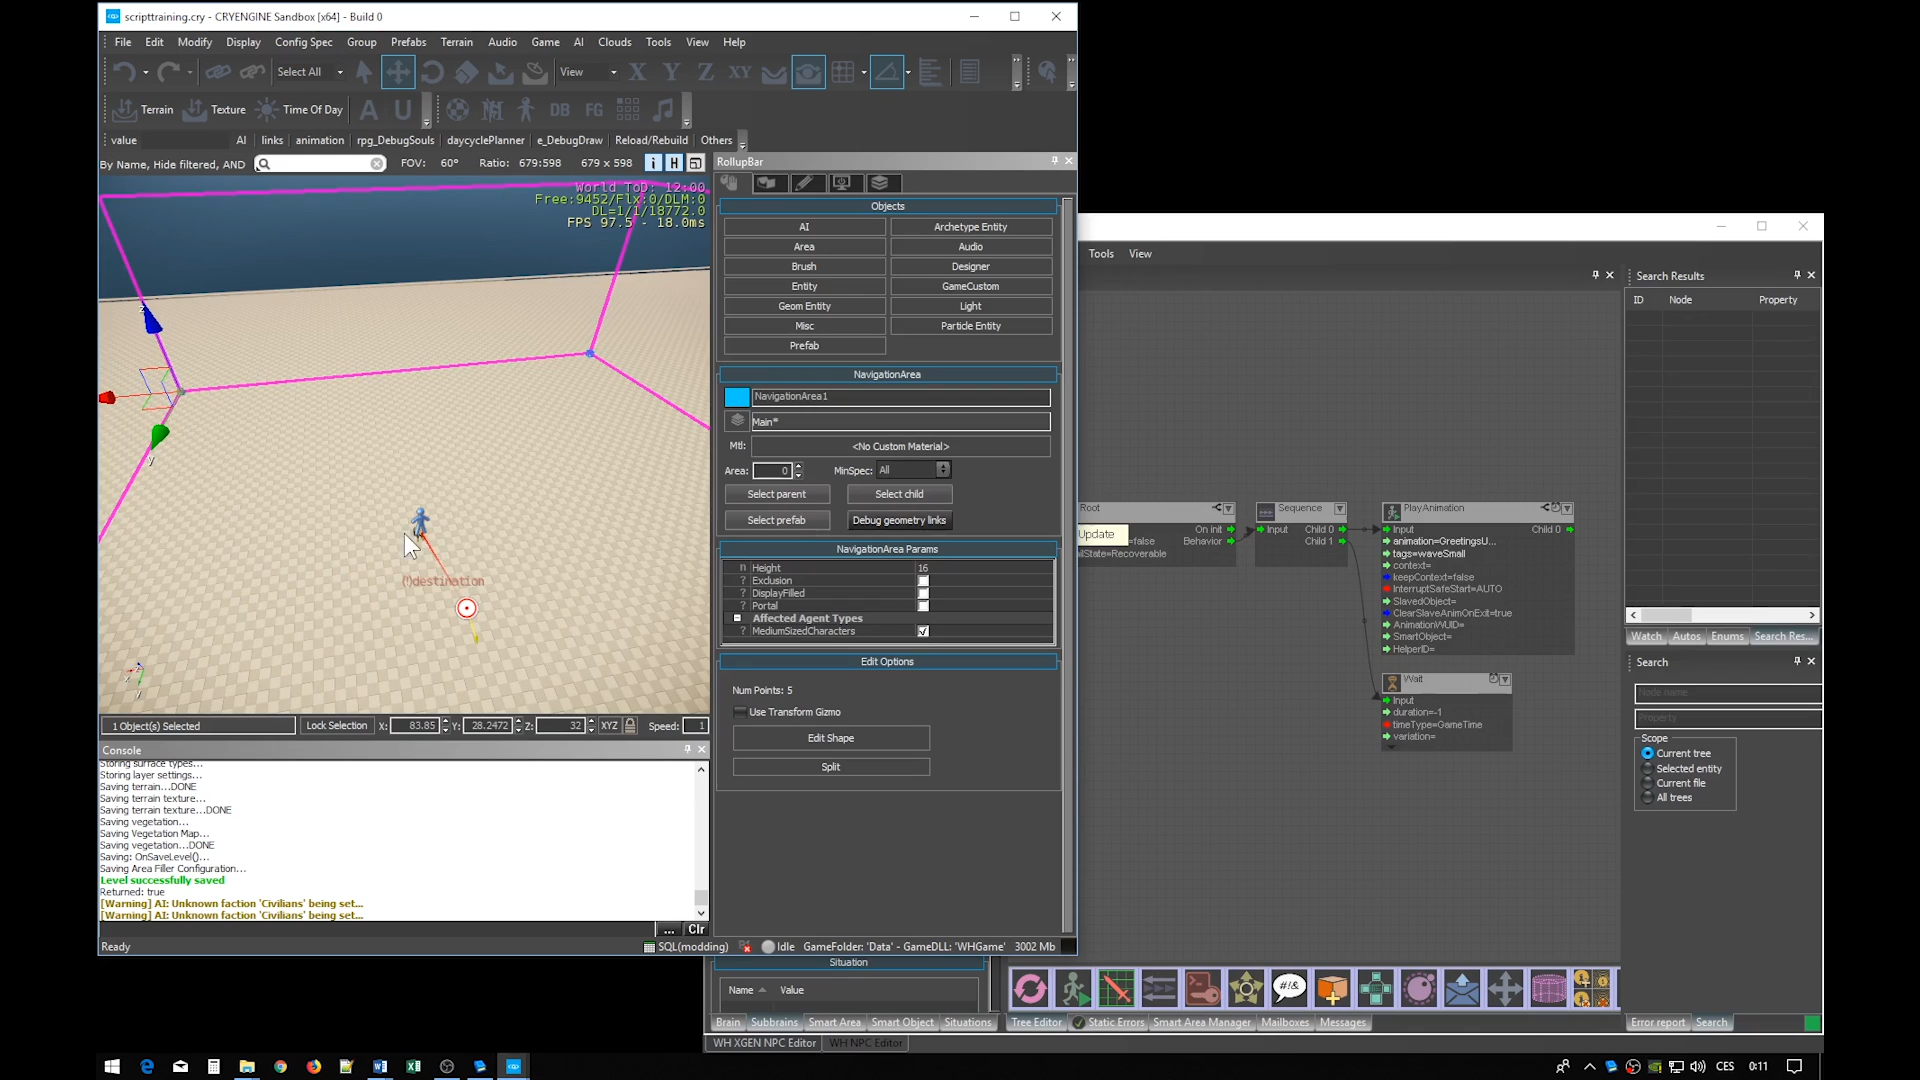 scripttraining.cry - CRYENGINE Sandbox [x64] - Build 0
File Edit Modify Display Config Spec Group Prefabs Terrain Audio Game AI Clouds Tools View Help
Select All View X Y Z XY
Terrain Texture Time Of Day A U DB FG
value AI links animation rpg_DebugSouls daycyclePlanner e_DebugDraw Reload/Rebuild Others
By Name, Hide filtered, AND FOV: 60° Ratio: 679:598 679 x 598 i H
World ToD: 12:00
Free:9452/Flx:0/DLM:0
DL=1/1/18772.0
FPS 97.5 - 18.0ms
z
y
(!)destination
1 Object(s) Selected Lock Selection X: 83.85 Y: 28.2472 Z: 32 XYZ Speed: 1
Console
Storing surface types...
Storing layer settings...
Saving terrain...DONE
Saving terrain texture...
Saving terrain texture...DONE
Saving vegetation...
Saving Vegetation Map...
Saving vegetation...DONE
Saving: OnSaveLevel()...
Saving Area Filler Configuration...
Level successfully saved
Returned: true
[Warning] AI: Unknown faction 'Civilians' being set...
[Warning] AI: Unknown faction 'Civilians' being set...
... Clr
Ready SQL(modding) Idle GameFolder: 'Data' - GameDLL: 'WHGame' 3002 Mb
RollupBar
Objects
AI Archetype Entity
Area Audio
Brush Designer
Entity GameCustom
Geom Entity Light
Misc Particle Entity
Prefab
NavigationArea
NavigationArea1
Main*
Mtl: <No Custom Material>
Area: 0 MinSpec: All
Select parent Select child
Select prefab Debug geometry links
NavigationArea Params
n Height 16
? Exclusion
? DisplayFilled
? Portal
Affected Agent Types
? MediumSizedCharacters
Edit Options
Num Points: 5
Use Transform Gizmo
Edit Shape
Split
Tools View
Root
On init
=false Behavior
ilState=Recoverable
Update
Sequence
Input Child 0
Child 1
PlayAnimation
Input Child 0
animation=GreetingsU...
tags=waveSmall
context=
keepContext=false
InterruptSafeStart=AUTO
SlavedObject=
ClearSlaveAnimOnExit=true
AnimationWUID=
SmartObject=
HelperID=
Wait
Input
duration=-1
timeType=GameTime
variation=
Search Results
ID Node Property
Watch Autos Enums Search Res...
Search
Node name
Property
Scope
Current tree
Selected entity
Current file
All trees
Situation
Name Value
#!&
Brain Subbrains Smart Area Smart Object Situations Tree Editor Static Errors Smart Area Manager Mailboxes Messages Error report Search
WH XGEN NPC Editor WH NPC Editor
CES 0:11